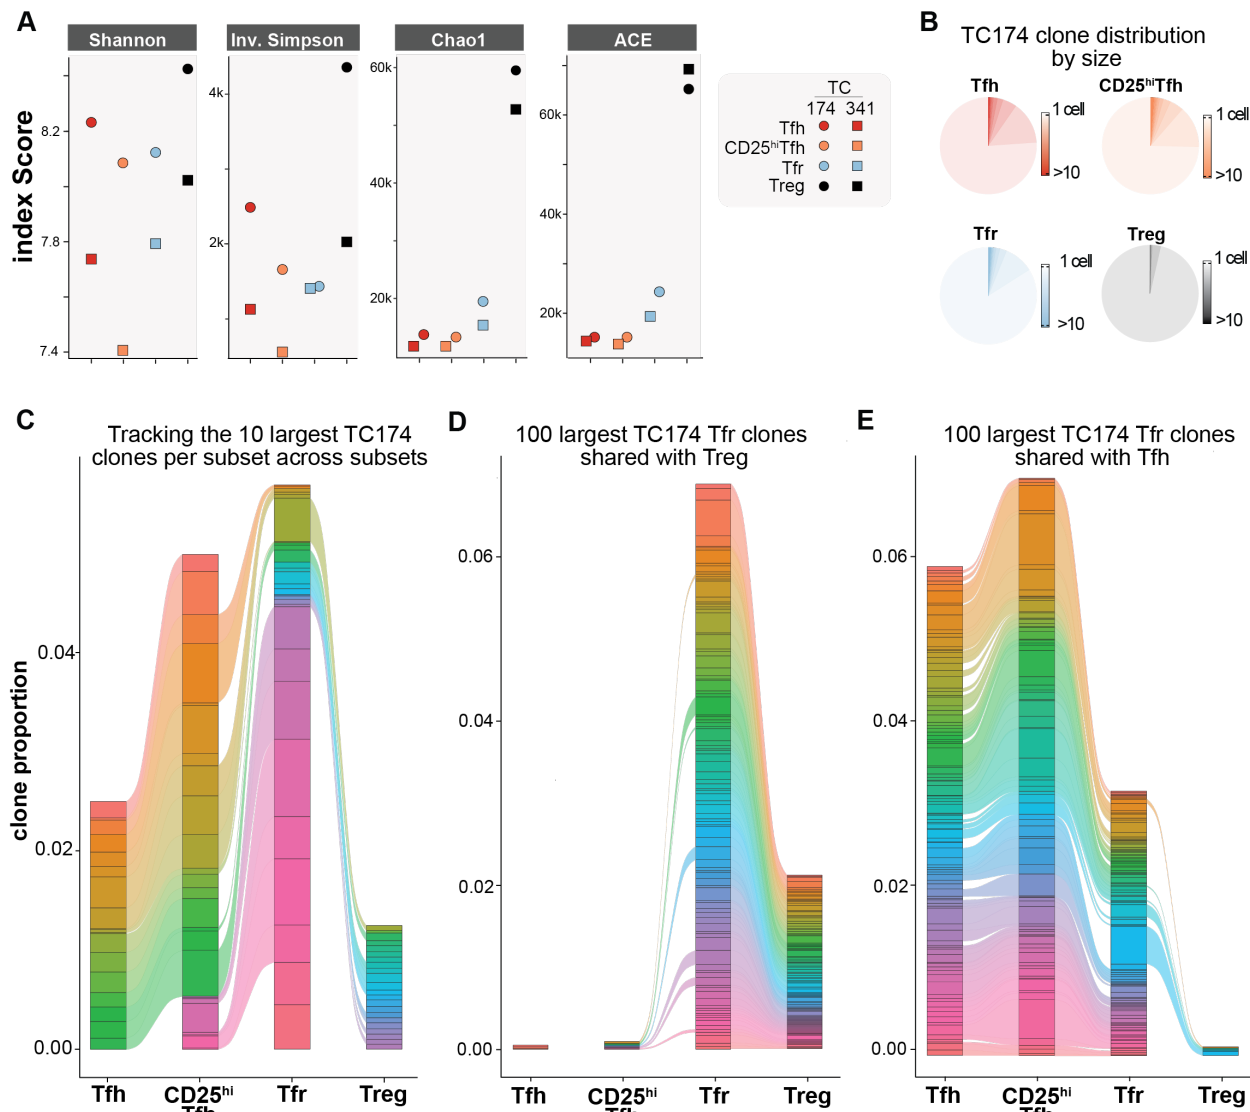 A
Shannon
Inv. Simpson
Chao1
ACE
index Score
8.2
7.8
7.4
4k
2k
60k
40k
20k
60k
40k
20k
TC
174 341
Tfh
CD25hiTfh
Tfr
Treg
B
TC174 clone distribution
by size
Tfh
1 cell
>10
CD25hiTfh
1 cell
>10
Tfr
1 cell
>10
Treg
1 cell
>10
C
Tracking the 10 largest TC174
clones per subset across subsets
clone proportion
0.04
0.02
0.00
Tfh
CD25hi
Tfh
Tfr
Treg
D
100 largest TC174 Tfr clones
shared with Treg
0.06
0.04
0.02
0.00
Tfh
CD25hi
Tfh
Tfr
Treg
E
100 largest TC174 Tfr clones
shared with Tfh
0.06
0.04
0.02
0.00
Tfh
CD25hi
Tfh
Tfr
Treg